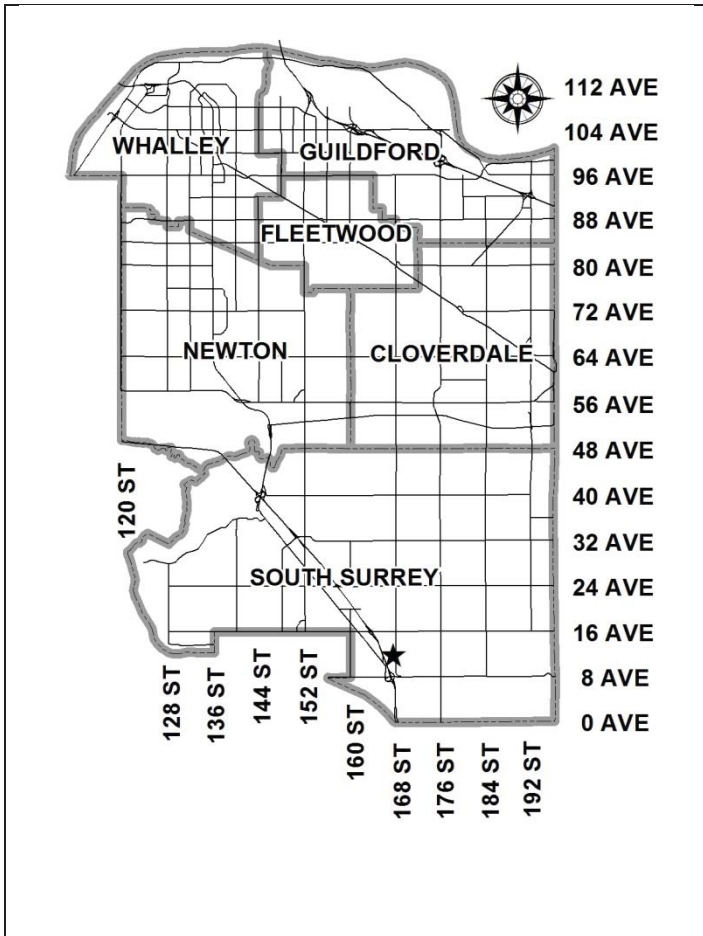 112 AVE
104 AVE
WHALLEY
GUILDFORD
96 AVE
88 AVE
FLEETWOOD
80 AVE
72 AVE
NEWTON
CLOVERDALE
64 AVE
56 AVE
48 AVE
120 ST
40 AVE
32 AVE
SOUTH SURREY
24 AVE
16 AVE
128 ST
136 ST
144 ST
152 ST
8 AVE
160 ST
0 AVE
168 ST
176 ST
184 ST
192 ST